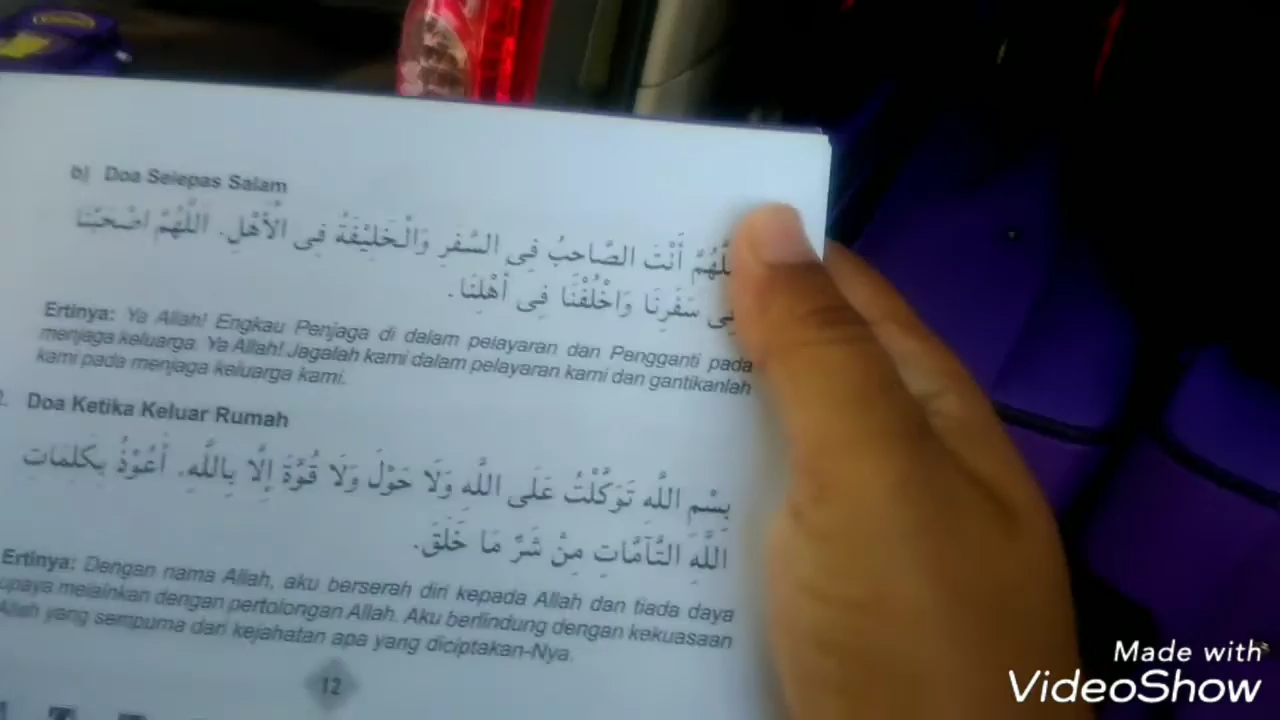 b) Doa Selepas Salam
أَنْتَ الصَّاحِبُ فِى السَّفَرِ وَالْخَلِيْفَةُ فِى الْأَهْلِ. اللَّهُمَّ اصْحَبْنَا
سَفَرِنَا وَاخْلُفْنَا فِى أَهْلِنَا.
Ertinya: Ya Allah! Engkau Penjaga di dalam pelayaran dan Pengganti pada
menjaga keluarga. Ya Allah! Jagalah kami dalam pelayaran kami dan gantikanlah
kami pada menjaga keluarga kami.
Doa Ketika Keluar Rumah
بِسْمِ اللَّهِ تَوَكَّلْتُ عَلَى اللَّهِ وَلَا حَوْلَ وَلَا قُوَّةَ إِلَّا بِاللَّهِ. أَعُوْذُ بِكَلِمَاتِ
اللَّهِ التَّآمَّاتِ مِنْ شَرِّ مَا خَلَقَ.
Ertinya: Dengan nama Allah, aku berserah diri kepada Allah dan tiada daya
upaya melainkan dengan pertolongan Allah. Aku berlindung dengan kekuasaan
Allah yang sempurna dari kejahatan apa yang diciptakan-Nya.
12
Made with
VideoShow